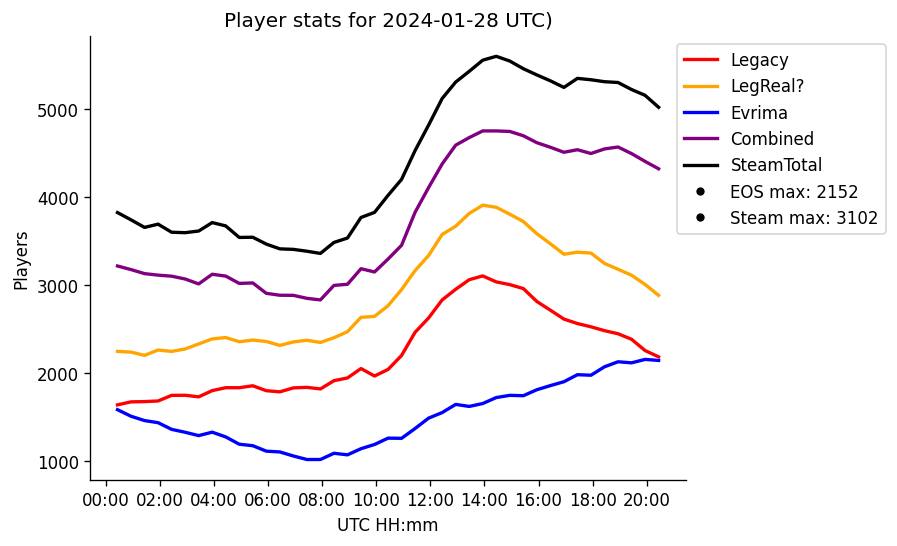 Player stats for 2024-01-28 UTC)
Legacy
LegReal?
Evrima
Combined
SteamTotal
EOS max: 2152
Steam max: 3102
Players
5000
4000
3000
2000
1000
00:00 02:00 04:00 06:00 08:00 10:00 12:00 14:00 16:00 18:00 20:00
UTC HH:mm